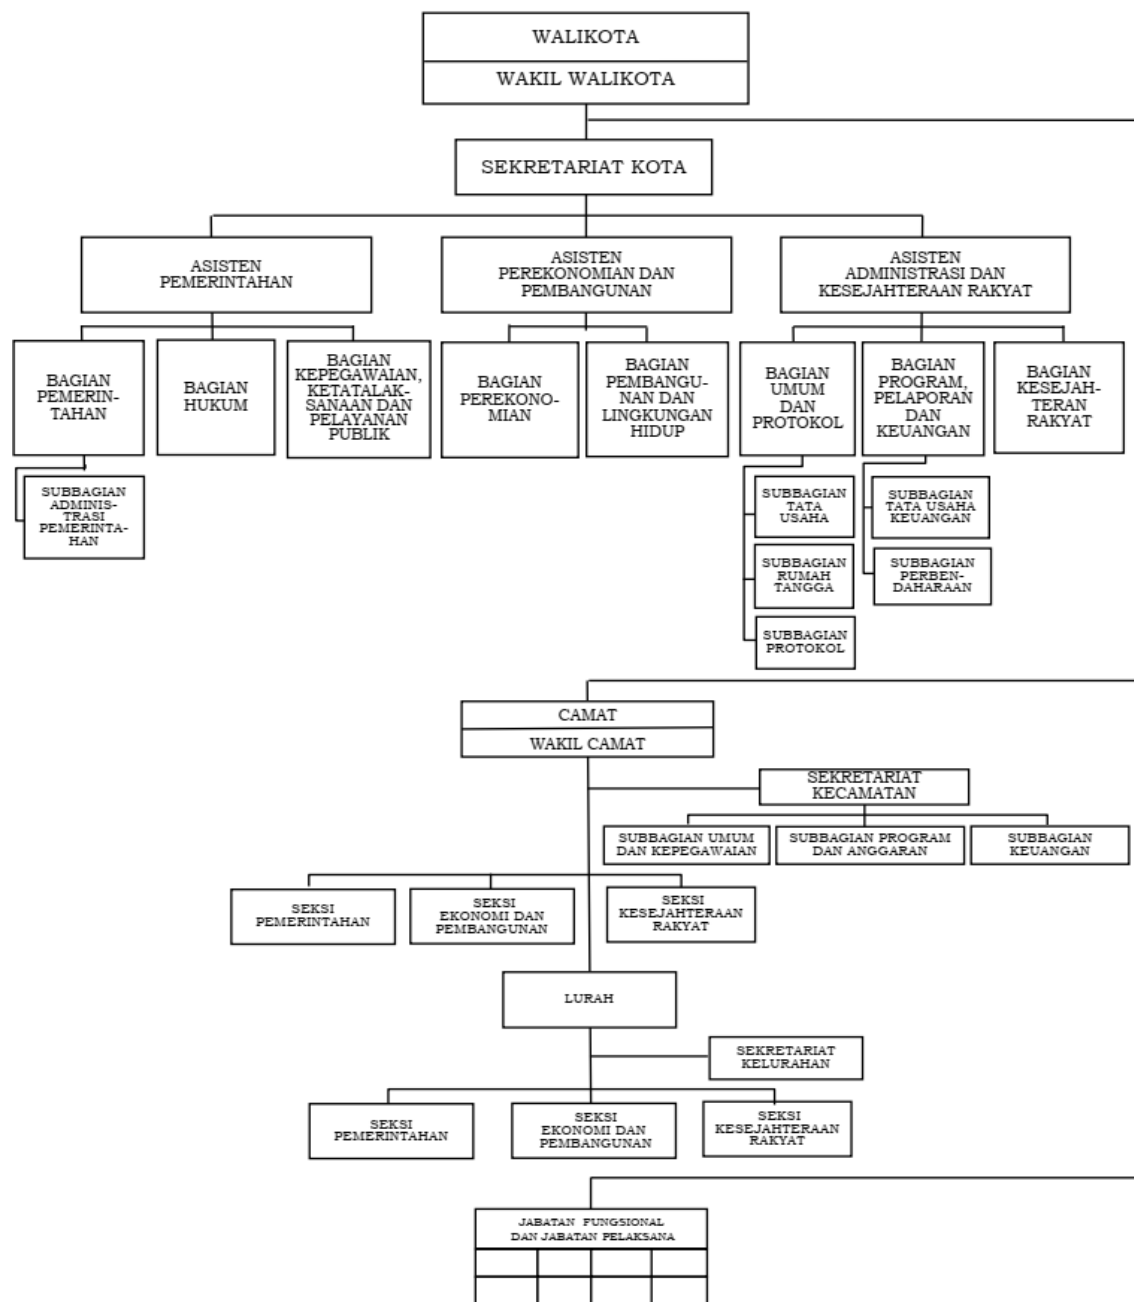 WALIKOTA
WAKIL WALIKOTA
SEKRETARIAT KOTA
ASISTEN
PEMERINTAHAN
ASISTEN
PEREKONOMIAN DAN
PEMBANGUNAN
ASISTEN
ADMINISTRASI DAN
KESEJAHTERAAN RAKYAT
BAGIAN
PEMERIN-
TAHAN
BAGIAN
HUKUM
BAGIAN
KEPEGAWAIAN,
KETATALAK-
SANAAN DAN
PELAYANAN
PUBLIK
BAGIAN
PEREKONO-
MIAN
BAGIAN
PEMBANGU-
NAN DAN
LINGKUNGAN
HIDUP
BAGIAN
UMUM
DAN
PROTOKOL
BAGIAN
PROGRAM,
PELAPORAN
DAN
KEUANGAN
BAGIAN
KESEJAH-
TERAN
RAKYAT
SUBBAGIAN
ADMINIS-
TRASI
PEMERINTA-
HAN
SUBBAGIAN
TATA
USAHA
SUBBAGIAN
RUMAH
TANGGA
SUBBAGIAN
PROTOKOL
SUBBAGIAN
TATA USAHA
KEUANGAN
SUBBAGIAN
PERBEN-
DAHARAAN
CAMAT
WAKIL CAMAT
SEKRETARIAT
KECAMATAN
SUBBAGIAN UMUM
DAN KEPEGAWAIAN
SUBBAGIAN PROGRAM
DAN ANGGARAN
SUBBAGIAN
KEUANGAN
SEKSI
PEMERINTAHAN
SEKSI
EKONOMI DAN
PEMBANGUNAN
SEKSI
KESEJAHTERAAN
RAKYAT
LURAH
SEKRETARIAT
KELURAHAN
SEKSI
PEMERINTAHAN
SEKSI
EKONOMI DAN
PEMBANGUNAN
SEKSI
KESEJAHTERAAN
RAKYAT
JABATAN FUNGSIONAL
DAN JABATAN PELAKSANA